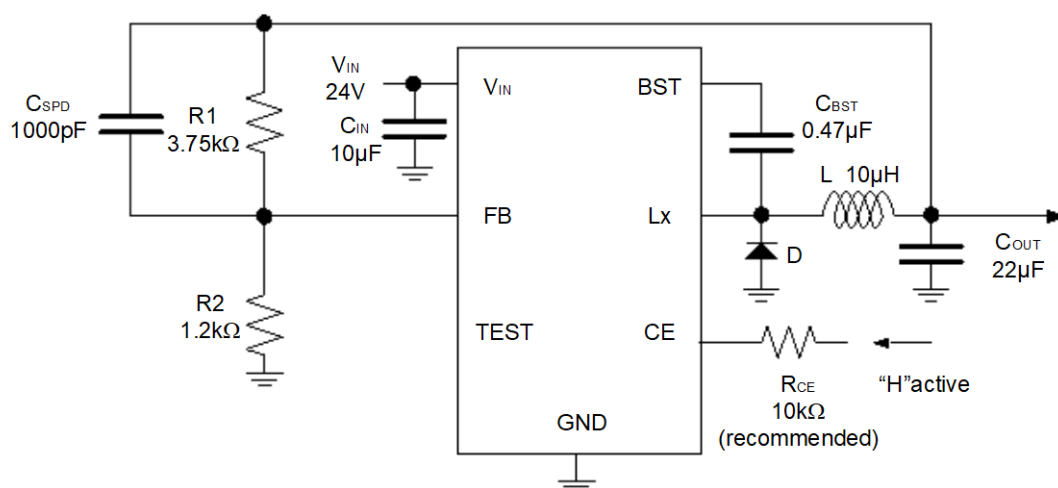 CSPD
1000pF
R1
3.75kΩ
R2
1.2kΩ
VIN
24V
CIN
10µF
VIN
FB
TEST
GND
BST
Lx
CE
CBST
0.47µF
L 10µH
D
COUT
22µF
RCE
10kΩ
(recommended)
“H”active